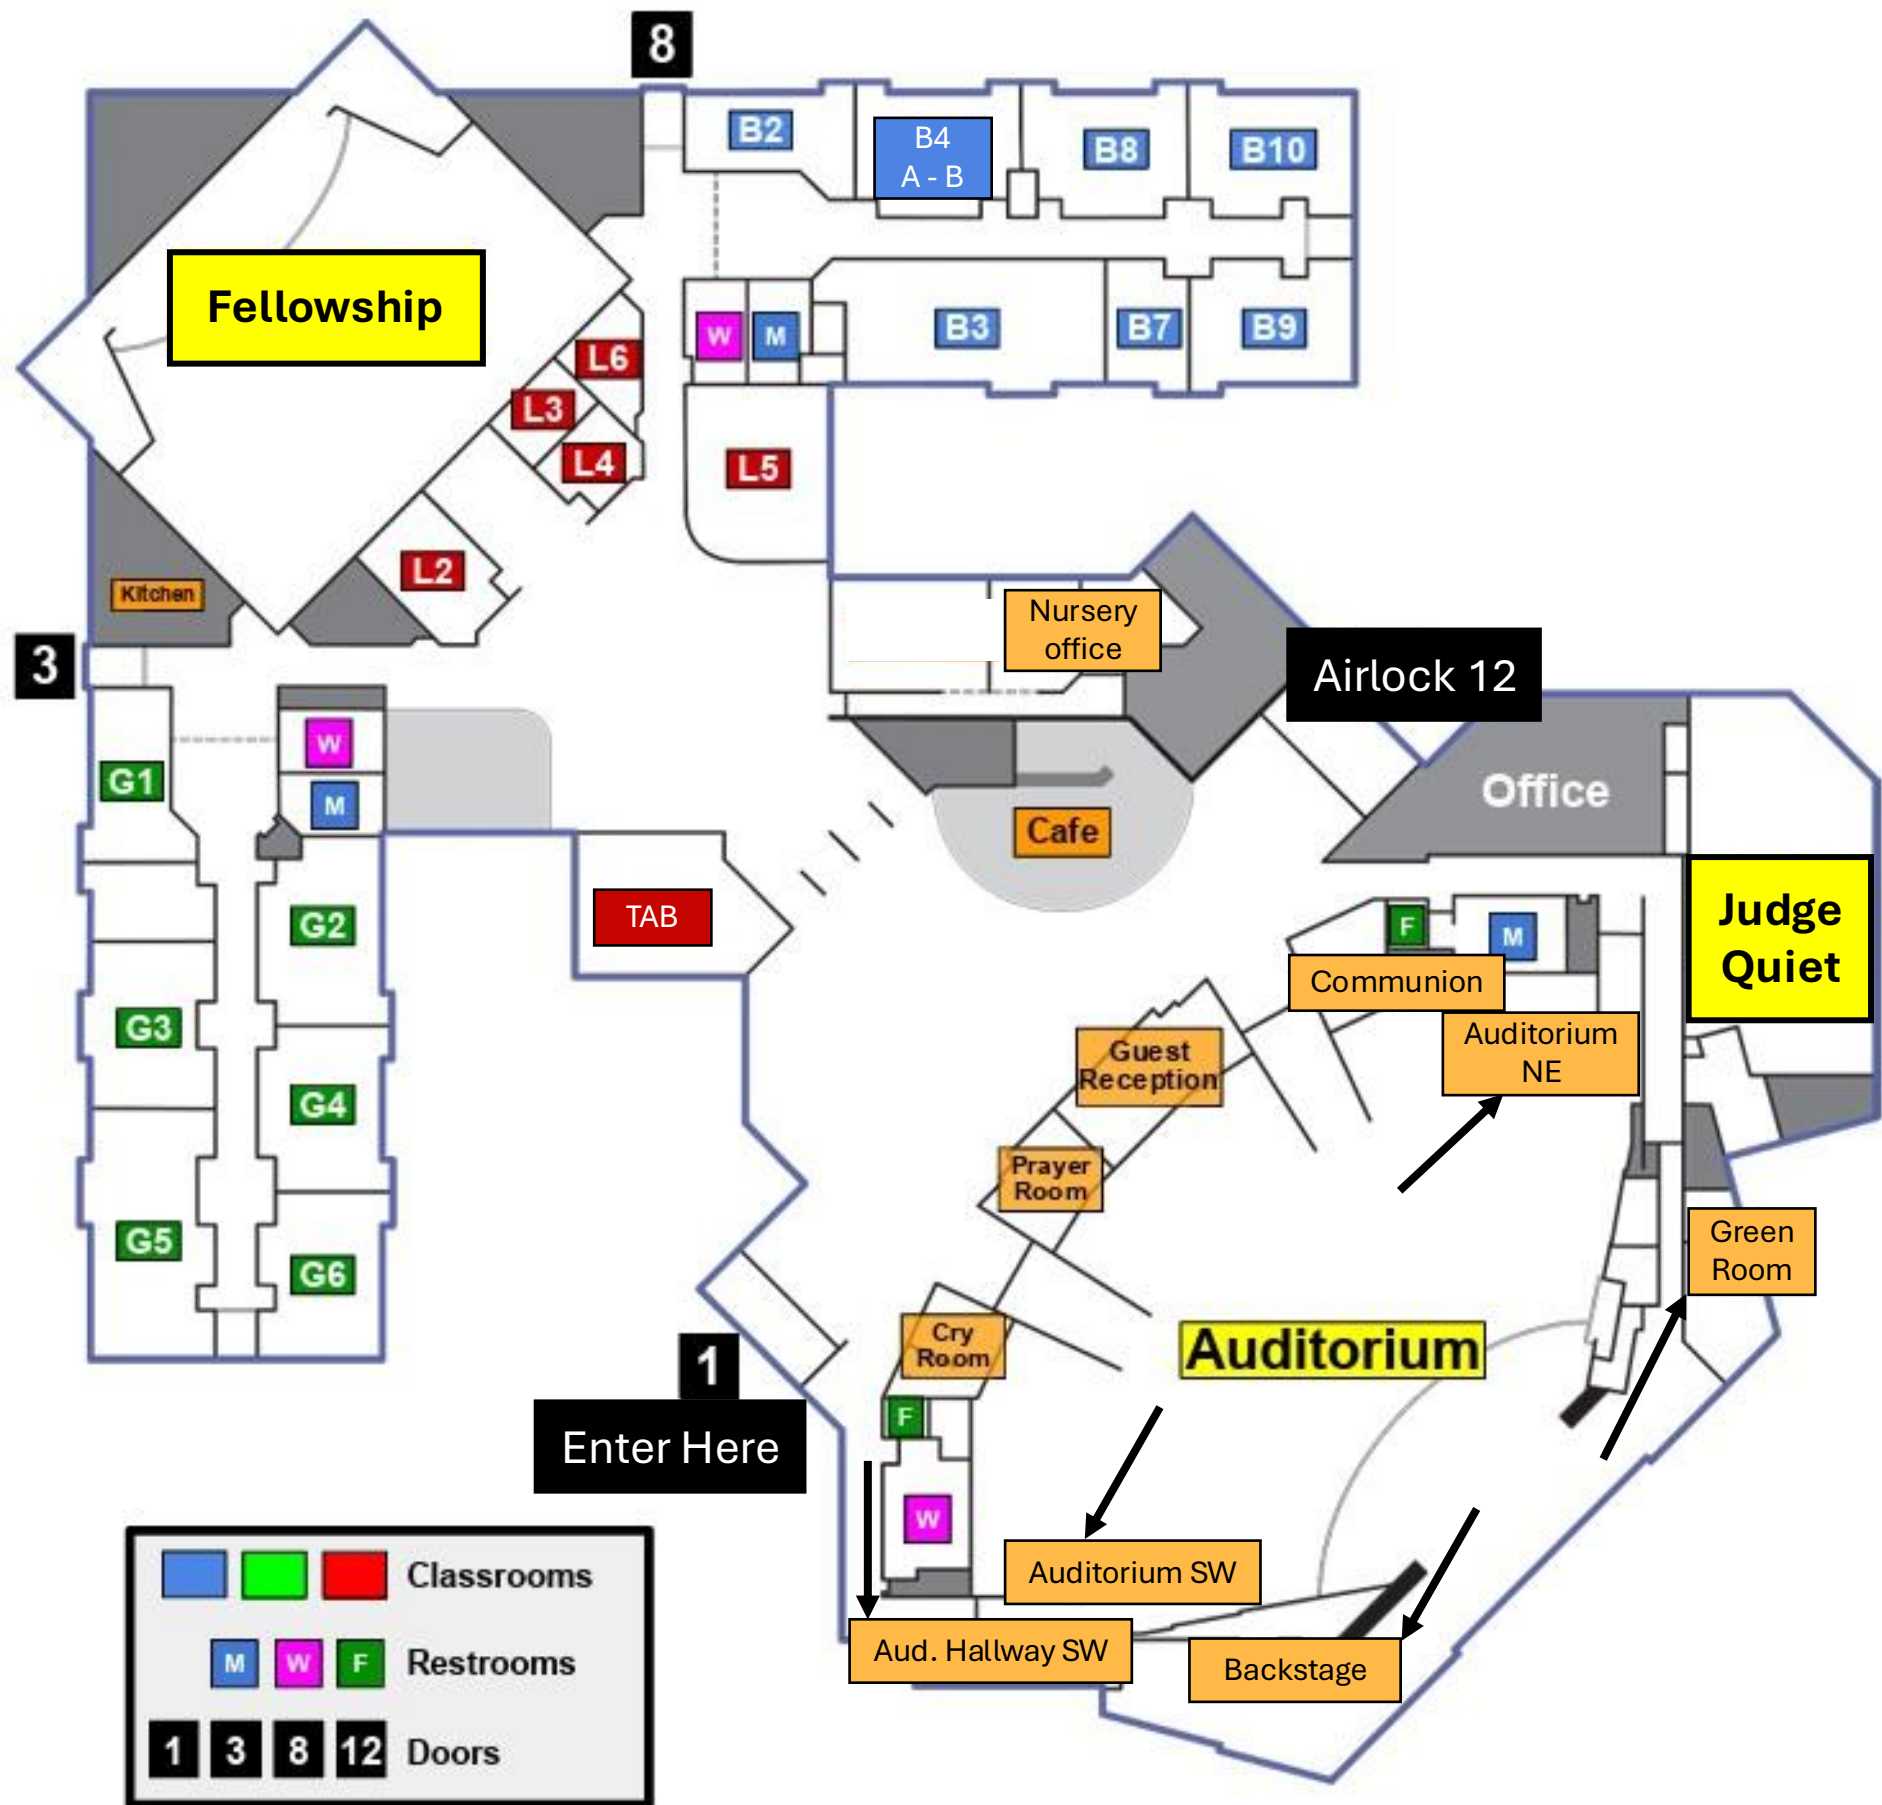 8
B2
B4
A - B
B8
B10
Fellowship
W
M
B3
B7
B9
L6
L3
L4
L5
L2
Kitchen
Nursery
office
3
Airlock 12
W
G1
M
Office
Cafe
TAB
G2
F
M
Judge
Quiet
Communion
G3
Auditorium
NE
Guest
Reception
G4
Prayer
Room
G5
Green
Room
G6
Cry
Room
Auditorium
1
F
Enter Here
W
Auditorium SW
Aud. Hallway SW
Backstage
Classrooms
M W F Restrooms
1 3 8 12 Doors